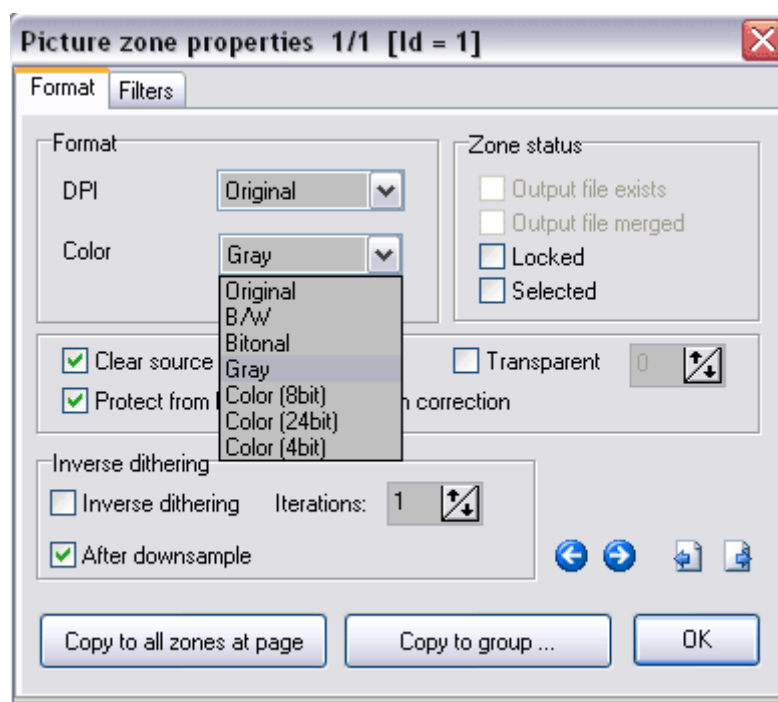 Picture zone properties 1/1 [Id = 1]
Format Filters
Format
DPI Original
Color Gray
Original
B/W
Bitonal
Gray
Color (8bit)
Color (24bit)
Color (4bit)
Zone status
Output file exists
Output file merged
Locked
Selected
Clear source
Transparent 0
Protect from correction
Inverse dithering
Inverse dithering Iterations: 1
After downsample
Copy to all zones at page Copy to group ... OK